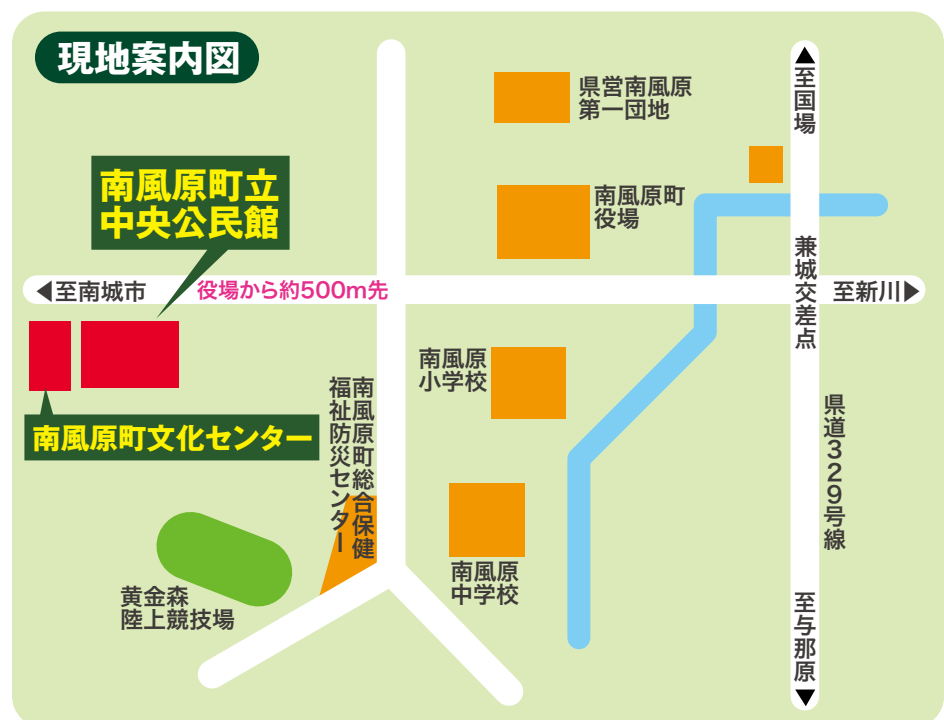 現地案内図
県営南風原
第一団地
至国場
南風原町立
中央公民館
南風原町
役場
兼城交差点
至南城市
役場から約500m先
至新川
南風原
小学校
南風原町総合保健
福祉防災センター
県道329号線
南風原町文化センター
南風原
中学校
黄金森
陸上競技場
至与那原